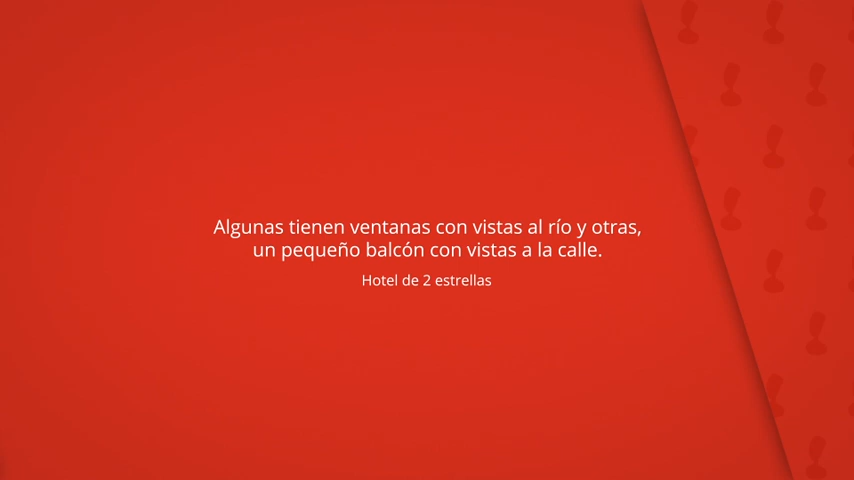 Algunas tienen ventanas con vistas al río y otras,
un pequeño balcón con vistas a la calle.
Hotel de 2 estrellas